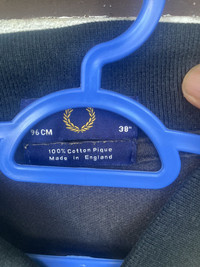 96 CM 38"
100% Cotton Pique
Made in England